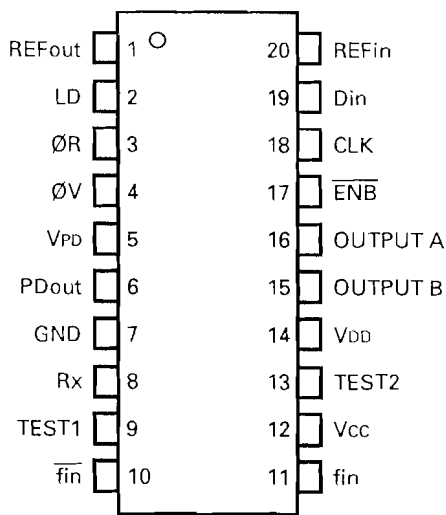 REFout 1 20 REFin
LD 2 19 Din
ØR 3 18 CLK
ØV 4 17 E̅N̅B̅
VPD 5 16 OUTPUT A
PDout 6 15 OUTPUT B
GND 7 14 VDD
Rx 8 13 TEST2
TEST1 9 12 VCC
f̅i̅n̅ 10 11 fin